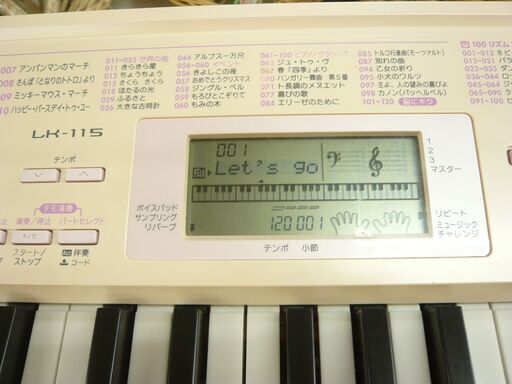 007 アンパンマンのマーチ
008 さんぽ「となりのトトロ」より
009 ミッキーマウス・マーチ
010 ハッピー・バースデイ・トゥ・ユー
011-055 世界の曲
011 きらきら星
012 ちょうちょう
015 さくら さくら
018 ほたるの光
029 ふるさと
036 大きな古時計
044 アルプス一万尺
056-060 イベント
056 きよしこの夜
057 おめでとうクリスマス
058 ジングル・ベル
059 もろびとこぞりて
060 もみの木
061-100 ピアノ/クラシック
063 ジュ・トゥ・ヴ
067 春「四季」より
070 ハンガリー舞曲 第5番
071 ト長調のメヌエット
077 喜びの歌
084 エリーゼのために
085 トルコ行進曲(モーツァルト)
087 別れの曲
094 乙女の祈り
095 小犬のワルツ
097 主よ、人の望みの喜びよ
098 カノン(パッヘルベル)
101-120 脳にキク
100 リズム
LK-115
テンポ
001
Let's go
120 001
テンポ 小節
1
2
3
マスター
ボイスパッド
サンプリング
リバーブ
リピート
ミュージック
チャレンジ
デモ演奏
演奏/停止
パートセレクト
スタート/
ストップ
伴奏
コード